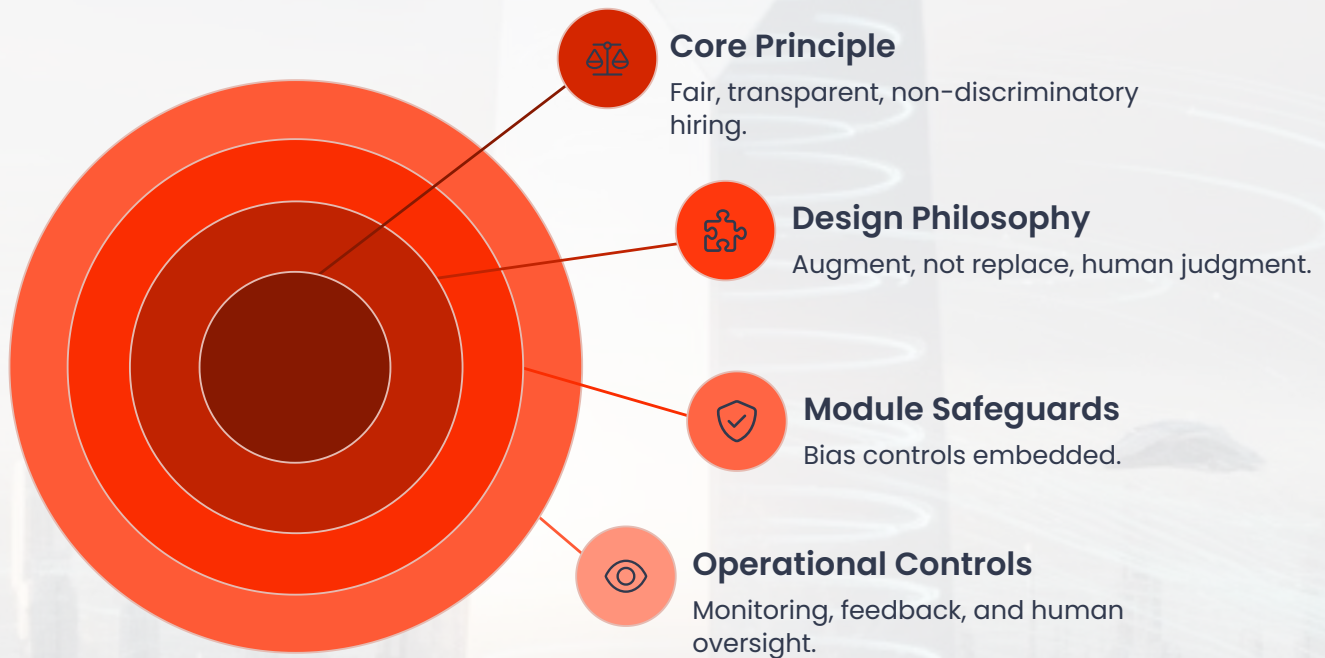 Core Principle
Fair, transparent, non-discriminatory
hiring.
Design Philosophy
Augment, not replace, human judgment.
Module Safeguards
Bias controls embedded.
Operational Controls
Monitoring, feedback, and human
oversight.